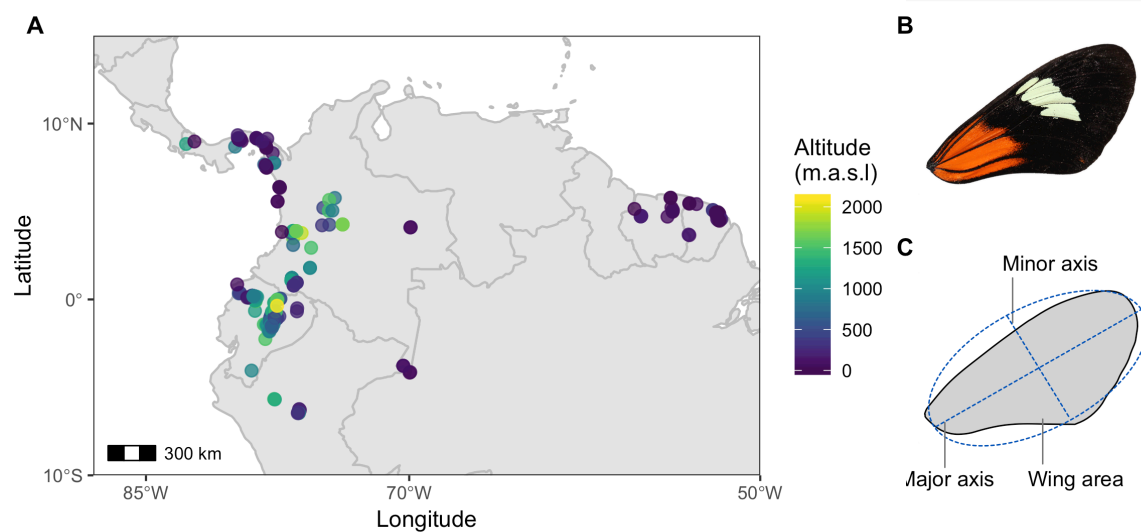 A
10°N
0°
10°S
Latitude
85°W
70°W
50°W
Longitude
300 km
Altitude
(m.a.s.l)
2000
1500
1000
500
0
B
C
Minor axis
Major axis
Wing area